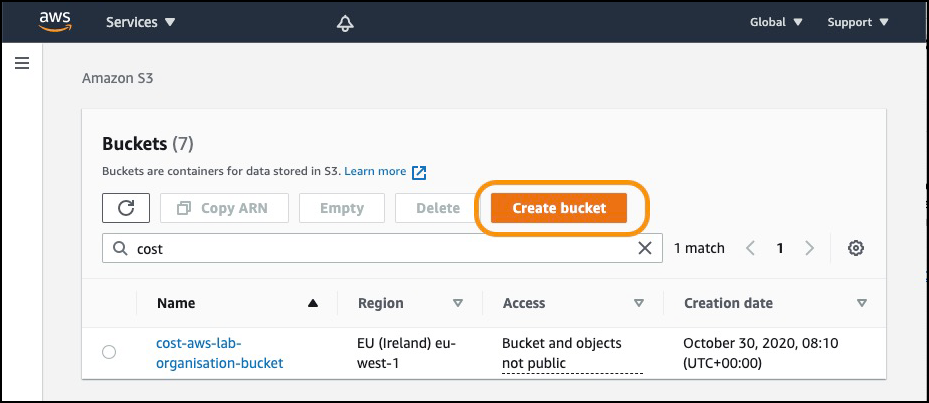 aws Services Global Support
Amazon S3
Buckets (7)
Buckets are containers for data stored in S3. Learn more
Copy ARN Empty Delete Create bucket
cost 1 match 1
Name Region Access Creation date
cost-aws-lab- EU (Ireland) eu- Bucket and objects October 30, 2020, 08:10
organisation-bucket west-1 not public (UTC+00:00)